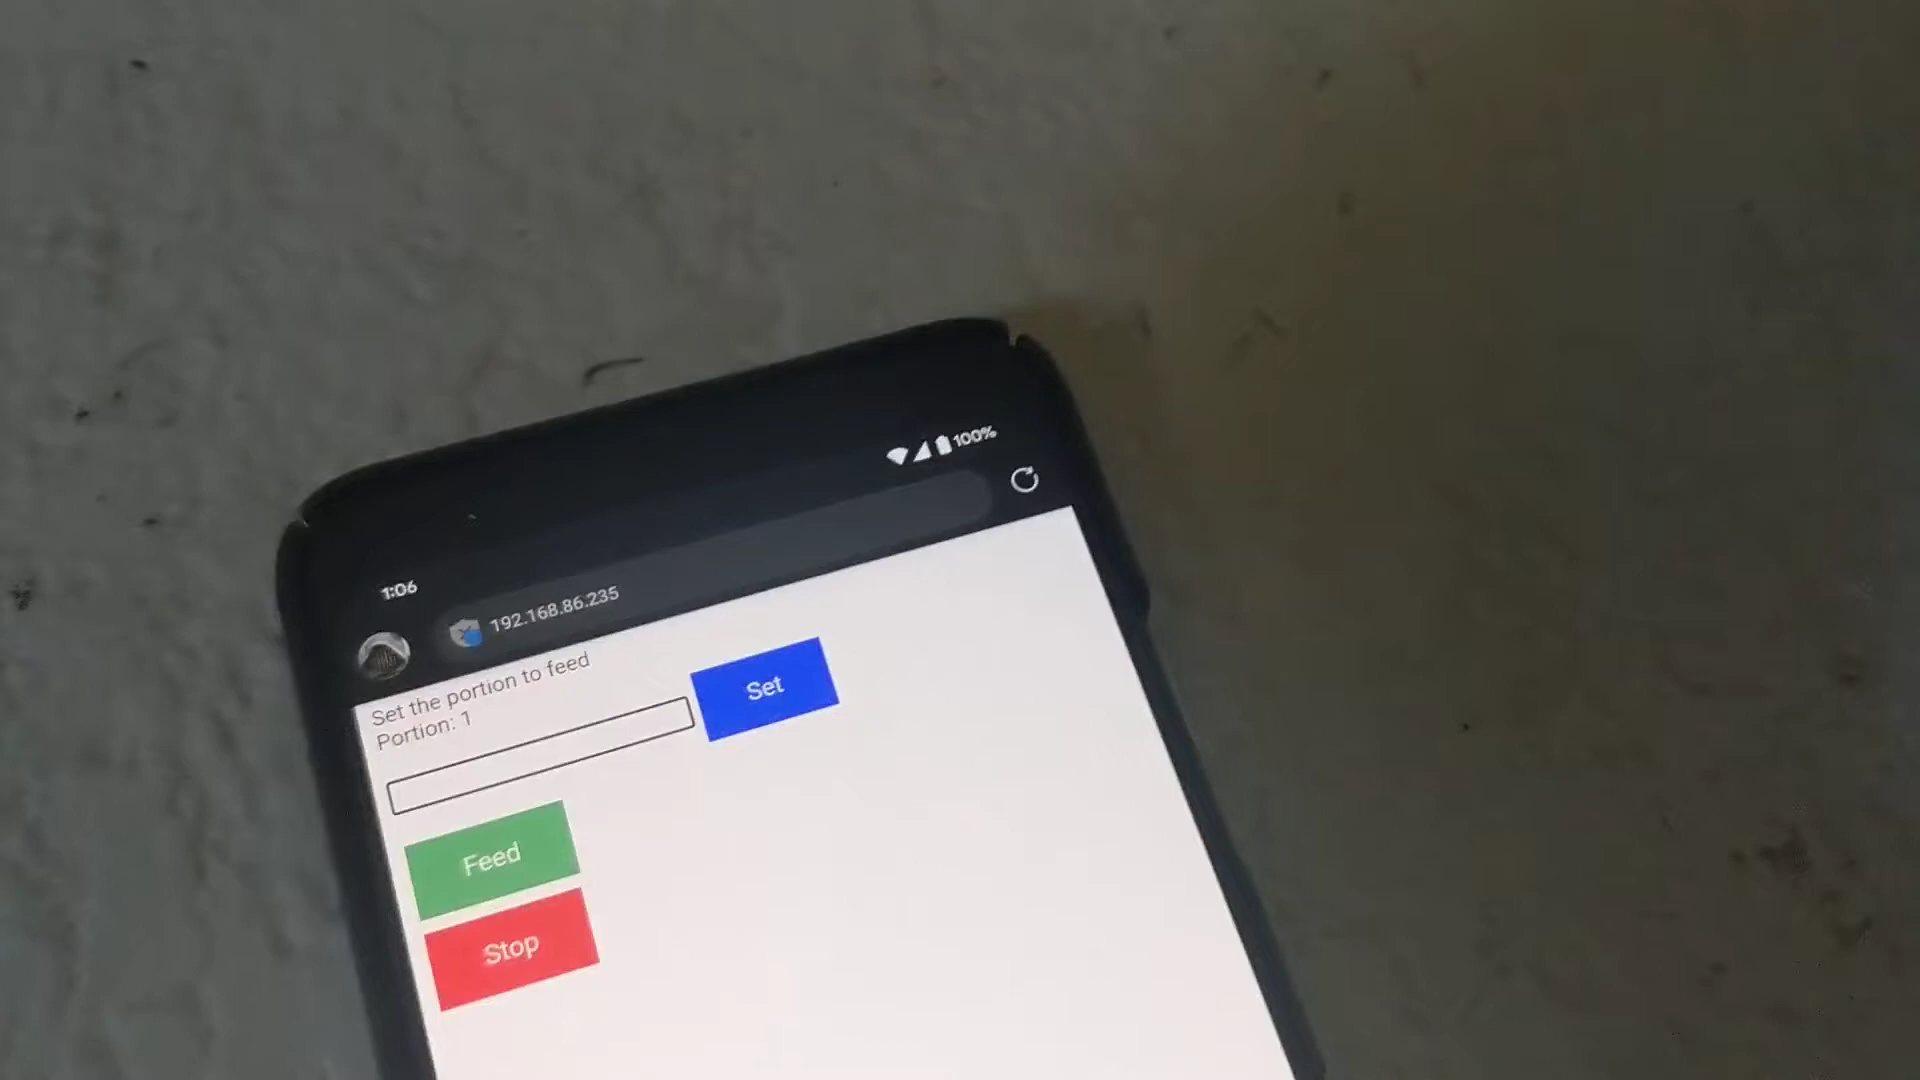 1:06
100%
192.168.86.235
Set the portion to feed
Portion: 1
Set
Feed
Stop